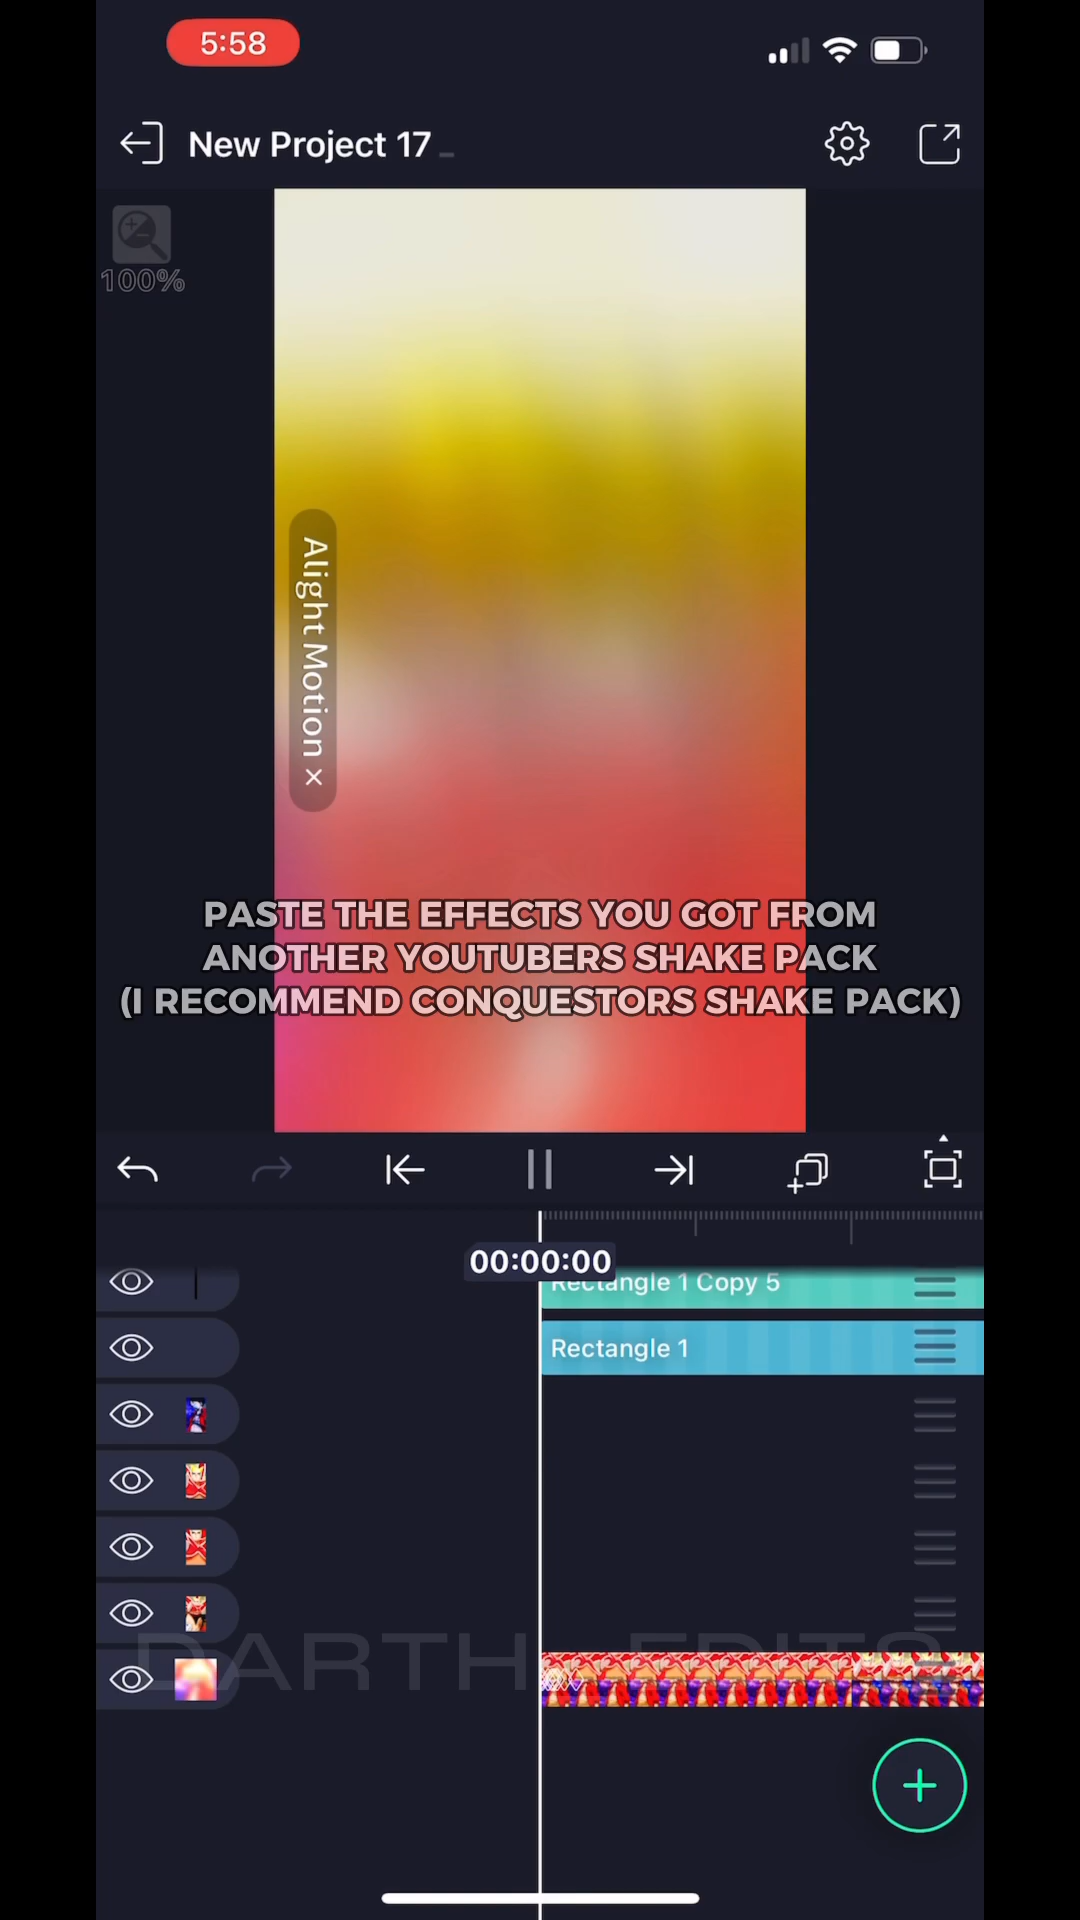 5:58
New Project 17
100%
Alight Motion ×
PASTE THE EFFECTS YOU GOT FROM
ANOTHER YOUTUBERS SHAKE PACK
(I RECOMMEND CONQUESTORS SHAKE PACK)
00:00:00
Rectangle 1 Copy 5
Rectangle 1
DARTH EDITS